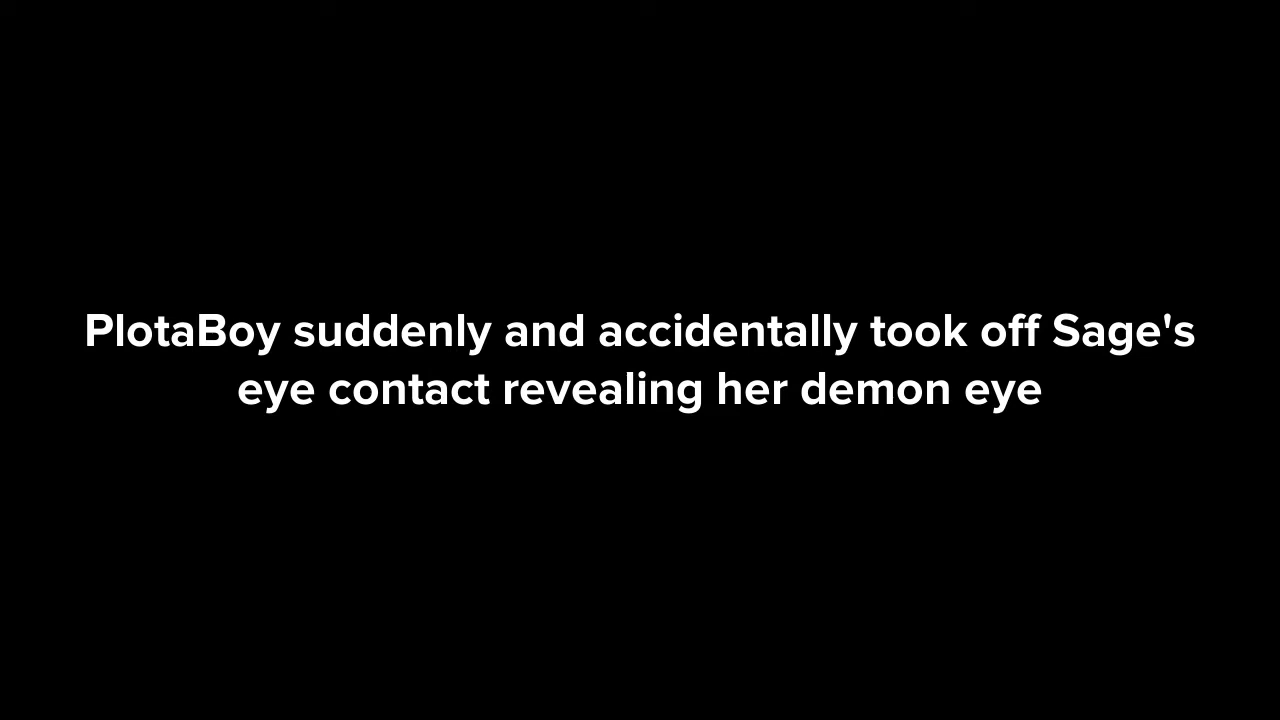 PlotaBoy suddenly and accidentally took off Sage's
eye contact revealing her demon eye